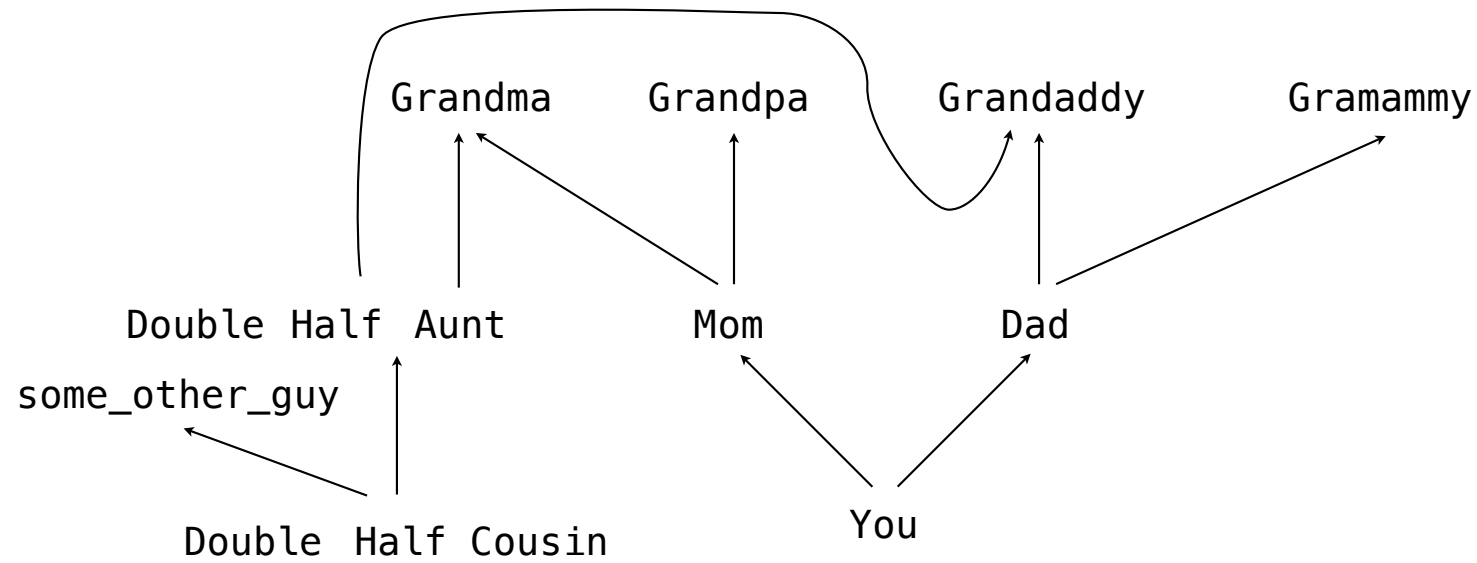 Grandma Grandpa Grandaddy Gramammy
Double Half Aunt Mom Dad
some_other_guy
You
Double Half Cousin